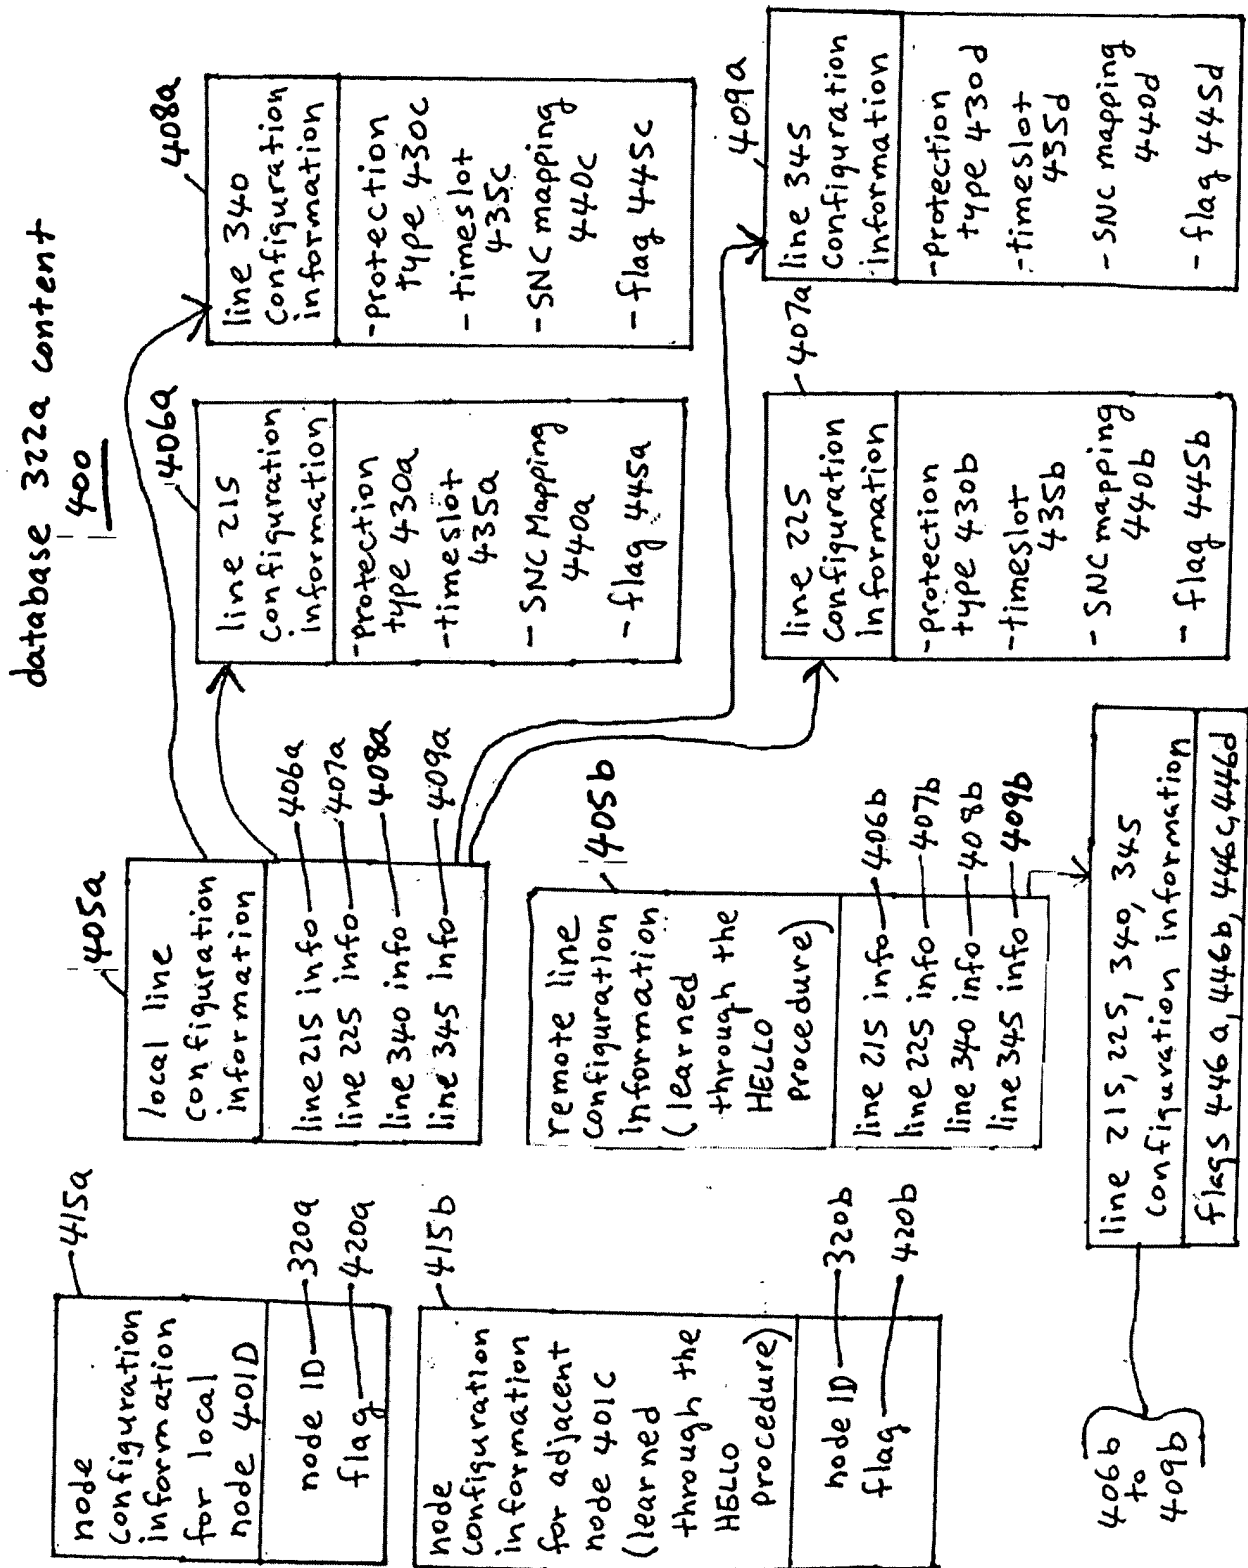 database 322a content
400
415a
node
configuration
information
for local
node 401D
node ID
320a
flag
420a
415b
node
configuration
information
for adjacent
node 401C
(learned
through the
HELLO
procedure)
node ID
320b
flag
420b
405a
local line
configuration
information
line 215 info
406a
line 225 info
407a
line 340 info
408a
line 345 info
409a
405b
remote line
configuration
information
(learned
through the
HELLO
procedure)
line 215 info
406b
line 225 info
407b
line 340 info
408b
line 345 info
409b
406b
to
409b
line 215, 225, 340, 345
configuration information
flags 446a, 446b, 446c, 446d
406a
line 215
configuration
information
-protection
type 430a
-timeslot
435a
- SNC Mapping
440a
- flag 445a
408a
line 340
configuration
information
-protection
type 430c
- timeslot
435c
-SNC mapping
440c
- flag 445c
407a
line 225
configuration
information
-protection
type 430b
-timeslot
435b
- SNC mapping
440b
- flag 445b
409a
line 345
configuration
information
-protection
type 430d
-timeslot
435d
- SNC mapping
440d
- flag 445d